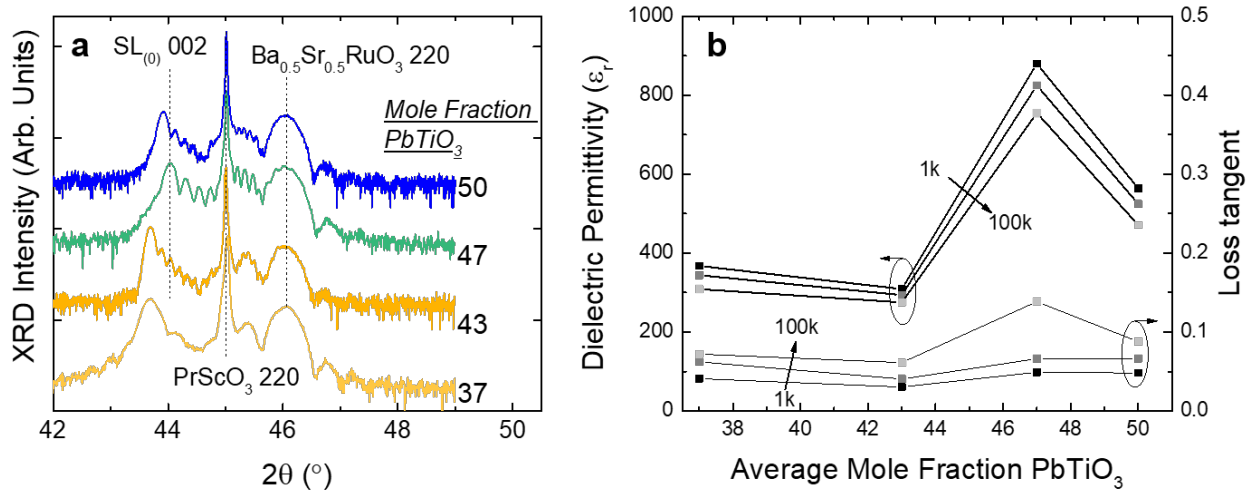 a
SL(0) 002
Ba0.5Sr0.5RuO3 220
Mole Fraction
PbTiO3
50
47
43
37
PrScO3 220
XRD Intensity (Arb. Units)
42 44 46 48 50
2θ (°)
b
1000
800
600
400
200
0
Dielectric Permittivity (εr)
1k
100k
100k
1k
0.5
0.4
0.3
0.2
0.1
0.0
Loss tangent
38 40 42 44 46 48 50
Average Mole Fraction PbTiO3